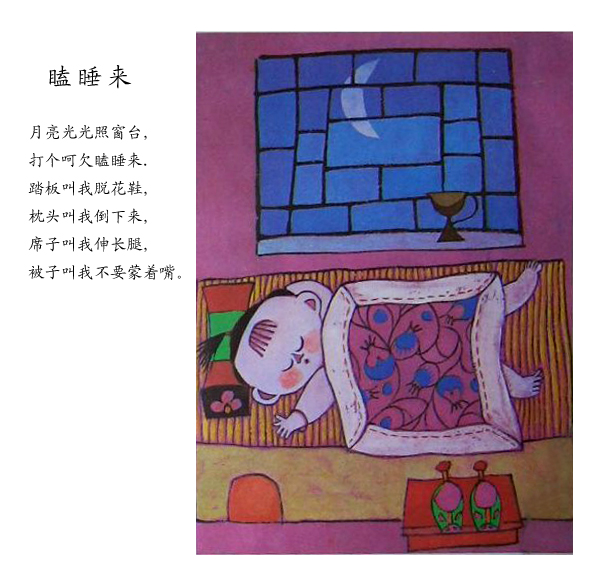 瞌睡来
月亮光光照窗台，
打个呵欠瞌睡来．
踏板叫我脱花鞋，
枕头叫我倒下来，
席子叫我伸长腿，
被子叫我不要蒙着嘴。